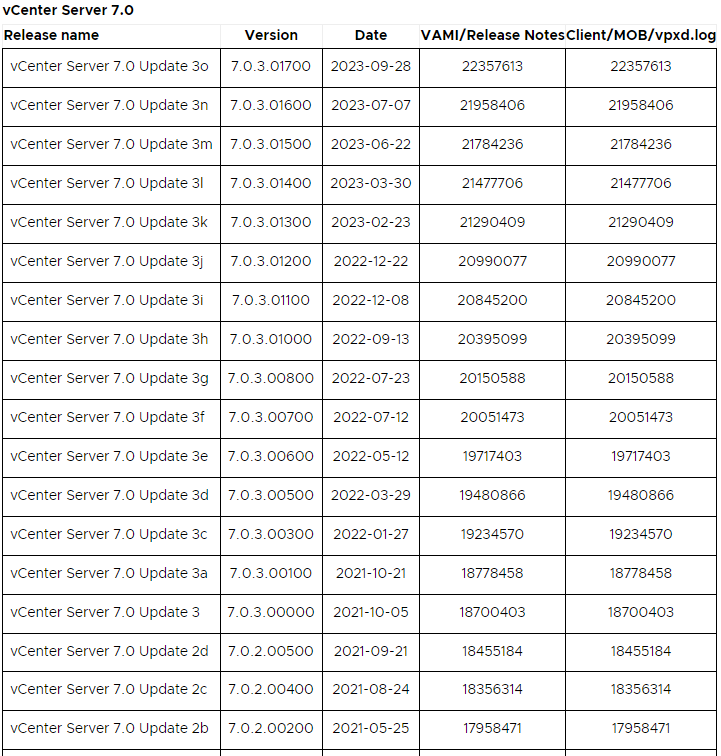 vCenter Server 7.0
Release name Version Date VAMI/Release Notes Client/MOB/vpxd.log
vCenter Server 7.0 Update 3o 7.0.3.01700 2023-09-28 22357613 22357613
vCenter Server 7.0 Update 3n 7.0.3.01600 2023-07-07 21958406 21958406
vCenter Server 7.0 Update 3m 7.0.3.01500 2023-06-22 21784236 21784236
vCenter Server 7.0 Update 3l 7.0.3.01400 2023-03-30 21477706 21477706
vCenter Server 7.0 Update 3k 7.0.3.01300 2023-02-23 21290409 21290409
vCenter Server 7.0 Update 3j 7.0.3.01200 2022-12-22 20990077 20990077
vCenter Server 7.0 Update 3i 7.0.3.01100 2022-12-08 20845200 20845200
vCenter Server 7.0 Update 3h 7.0.3.01000 2022-09-13 20395099 20395099
vCenter Server 7.0 Update 3g 7.0.3.00800 2022-07-23 20150588 20150588
vCenter Server 7.0 Update 3f 7.0.3.00700 2022-07-12 20051473 20051473
vCenter Server 7.0 Update 3e 7.0.3.00600 2022-05-12 19717403 19717403
vCenter Server 7.0 Update 3d 7.0.3.00500 2022-03-29 19480866 19480866
vCenter Server 7.0 Update 3c 7.0.3.00300 2022-01-27 19234570 19234570
vCenter Server 7.0 Update 3a 7.0.3.00100 2021-10-21 18778458 18778458
vCenter Server 7.0 Update 3 7.0.3.00000 2021-10-05 18700403 18700403
vCenter Server 7.0 Update 2d 7.0.2.00500 2021-09-21 18455184 18455184
vCenter Server 7.0 Update 2c 7.0.2.00400 2021-08-24 18356314 18356314
vCenter Server 7.0 Update 2b 7.0.2.00200 2021-05-25 17958471 17958471